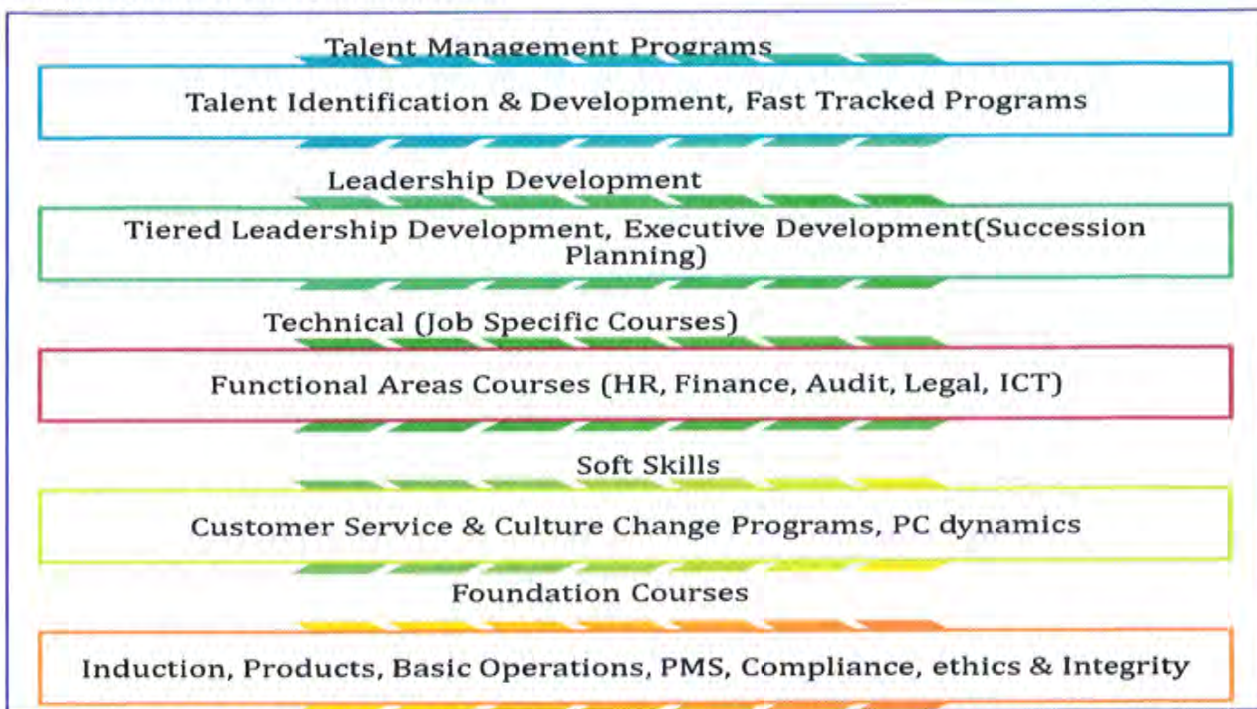 Talent Management Programs
Talent Identification & Development, Fast Tracked Programs
Leadership Development
Tiered Leadership Development, Executive Development(Succession
Planning)
Technical (Job Specific Courses)
Functional Areas Courses (HR, Finance, Audit, Legal, ICT)
Soft Skills
Customer Service & Culture Change Programs, PC dynamics
Foundation Courses
Induction, Products, Basic Operations, PMS, Compliance, ethics & Integrity